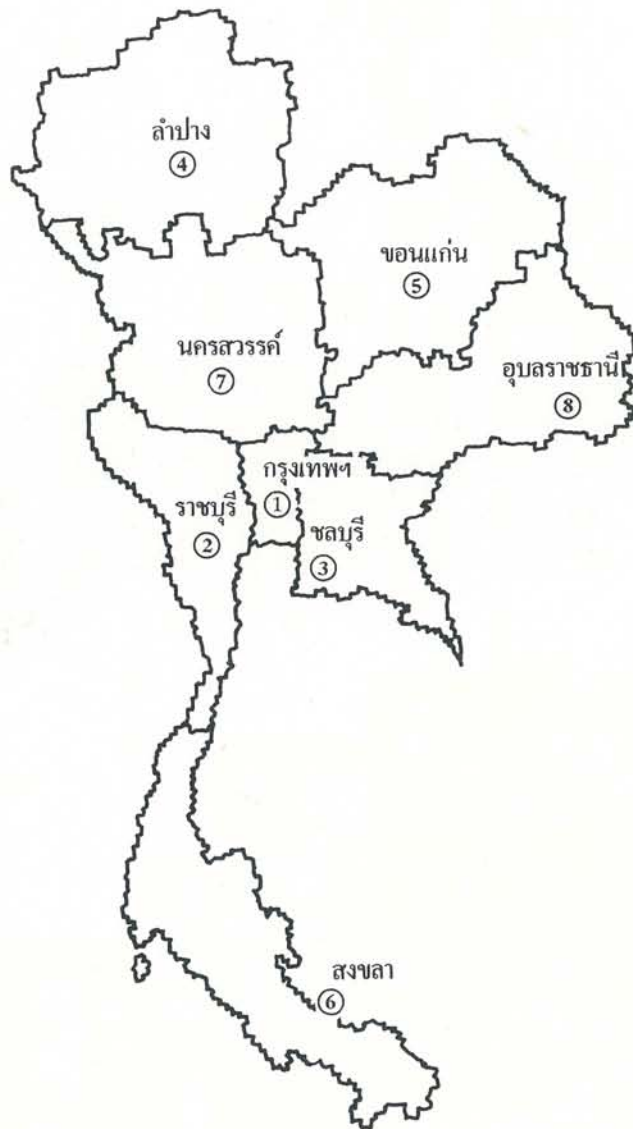 ลำปาง
④
ขอนแก่น
⑤
นครสวรรค์
⑦
อุบลราชธานี
⑧
กรุงเทพฯ
①
ราชบุรี
②
ชลบุรี
③
สงขลา
⑥